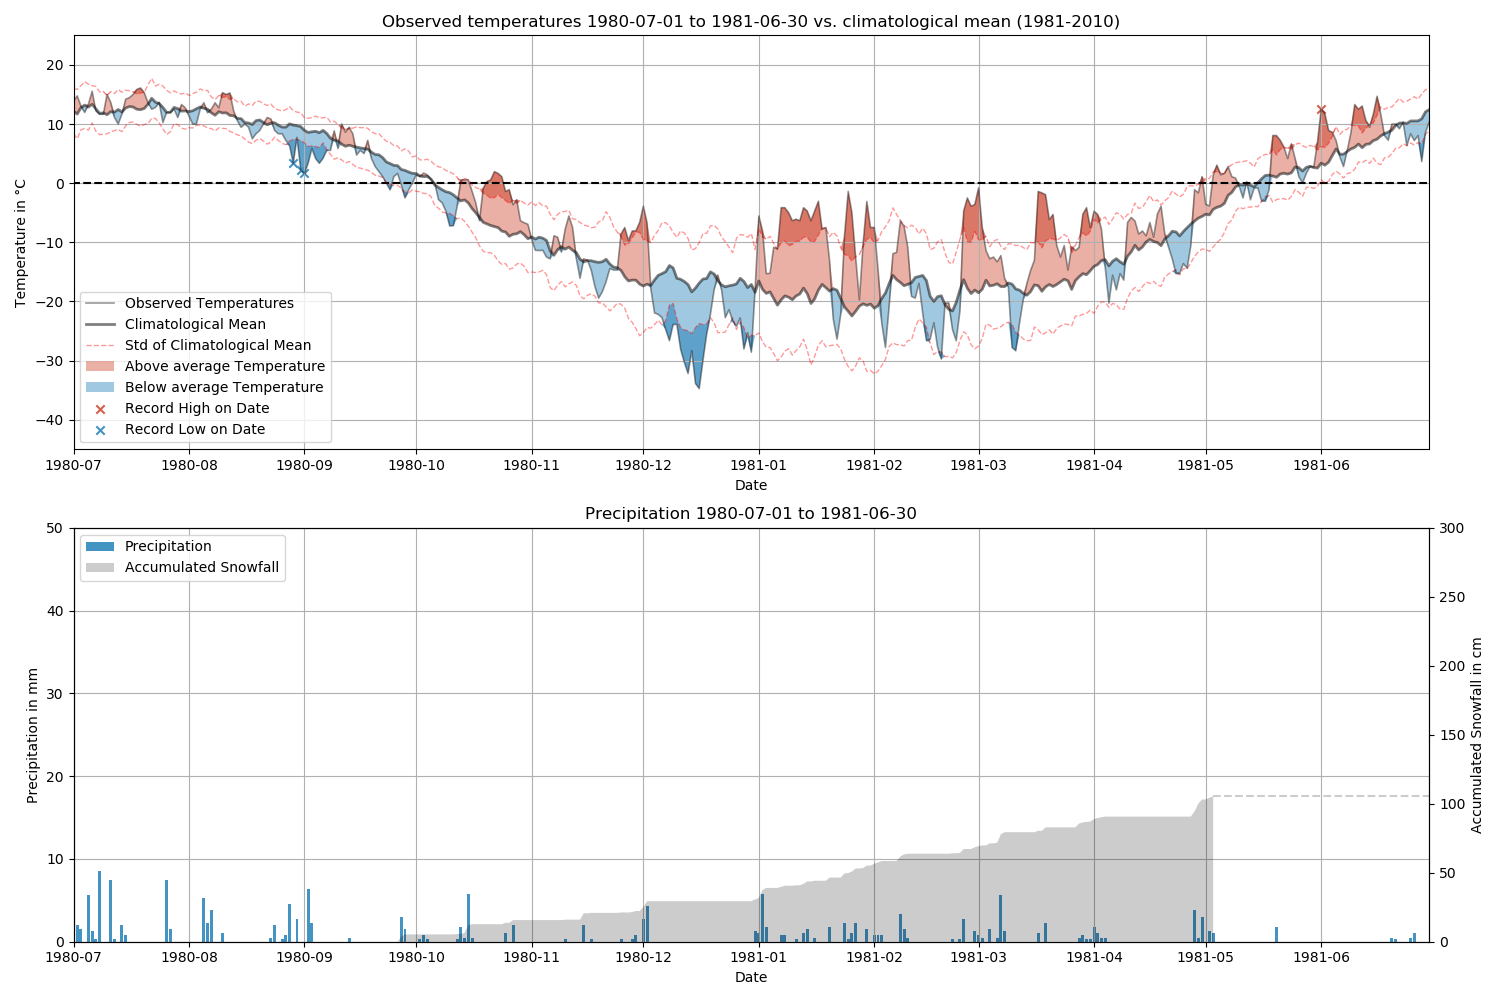 Observed temperatures 1980-07-01 to 1981-06-30 vs. climatological mean (1981-2010)
20
10
0
−10
−20
−30
−40
Temperature in °C
Observed Temperatures
Climatological Mean
Std of Climatological Mean
Above average Temperature
Below average Temperature
Record High on Date
Record Low on Date
1980-07 1980-08 1980-09 1980-10 1980-11 1980-12 1981-01 1981-02 1981-03 1981-04 1981-05 1981-06
Date
Precipitation 1980-07-01 to 1981-06-30
50
40
30
20
10
0
Precipitation in mm
Precipitation
Accumulated Snowfall
300
250
200
150
100
50
0
Accumulated Snowfall in cm
1980-07 1980-08 1980-09 1980-10 1980-11 1980-12 1981-01 1981-02 1981-03 1981-04 1981-05 1981-06
Date